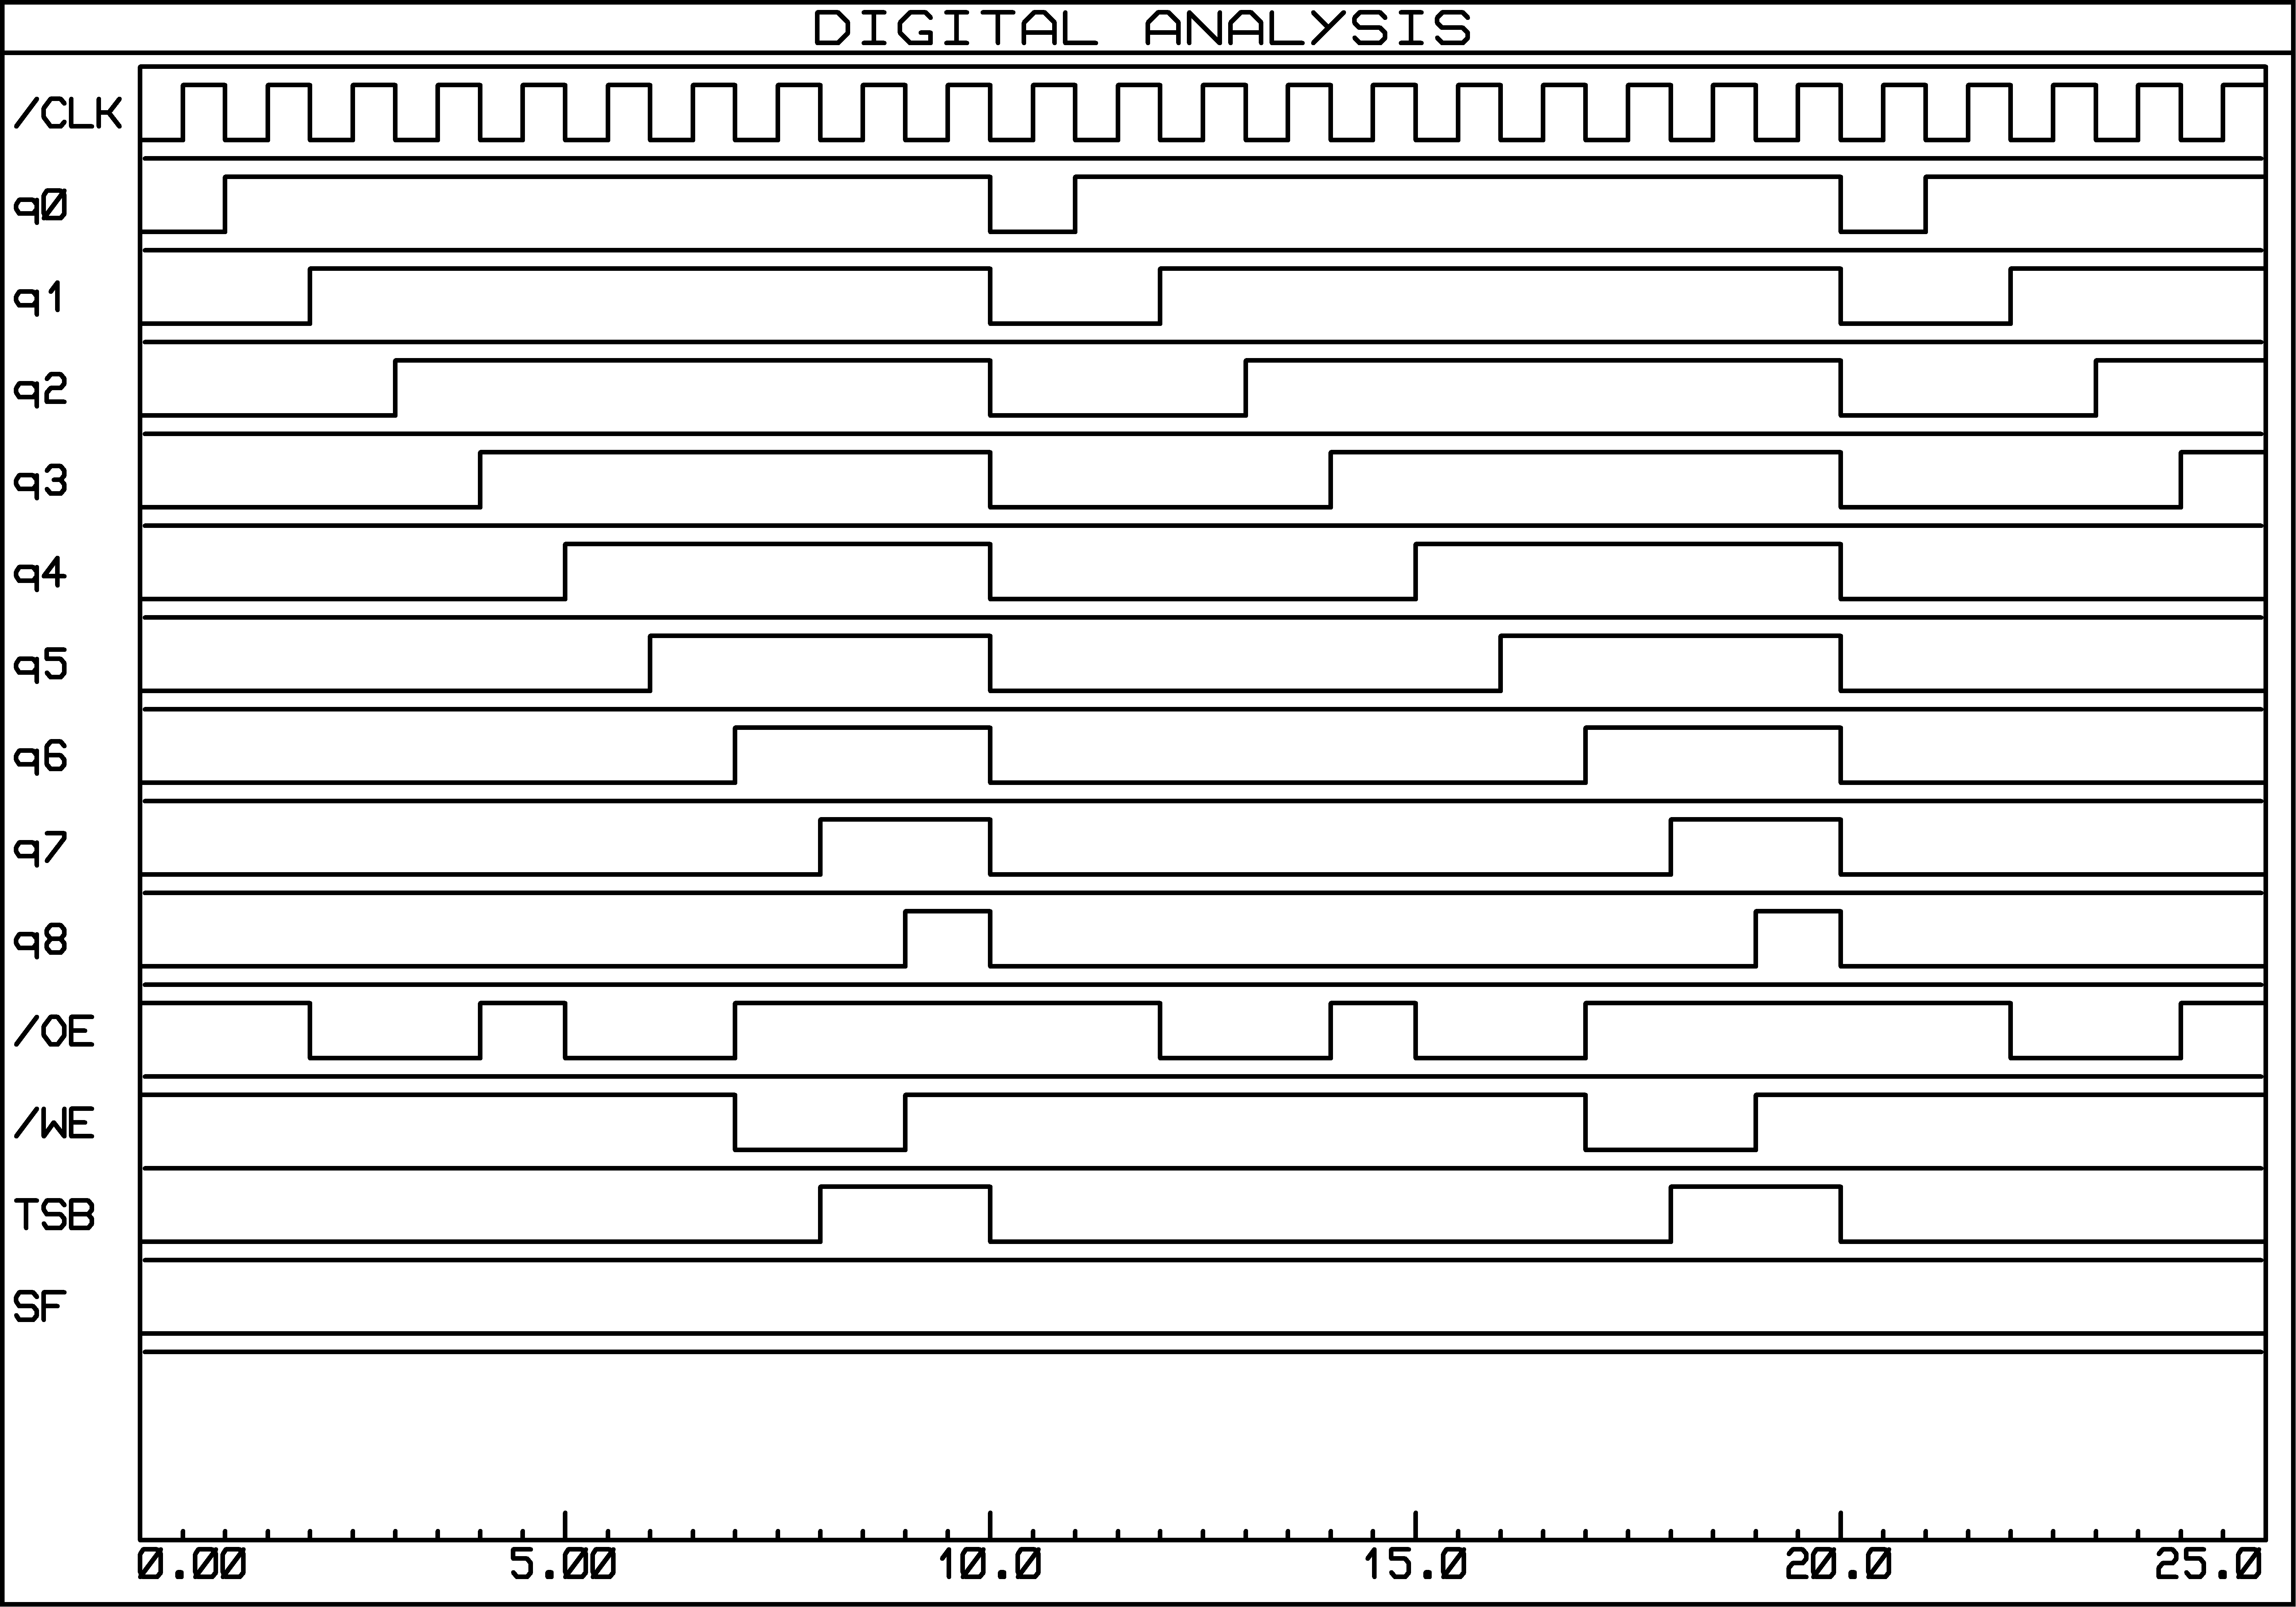 DIGITAL ANALYSIS
/CLK
q0
q1
q2
q3
q4
q5
q6
q7
q8
/OE
/WE
TSB
SF
0.00 5.00 10.0 15.0 20.0 25.0